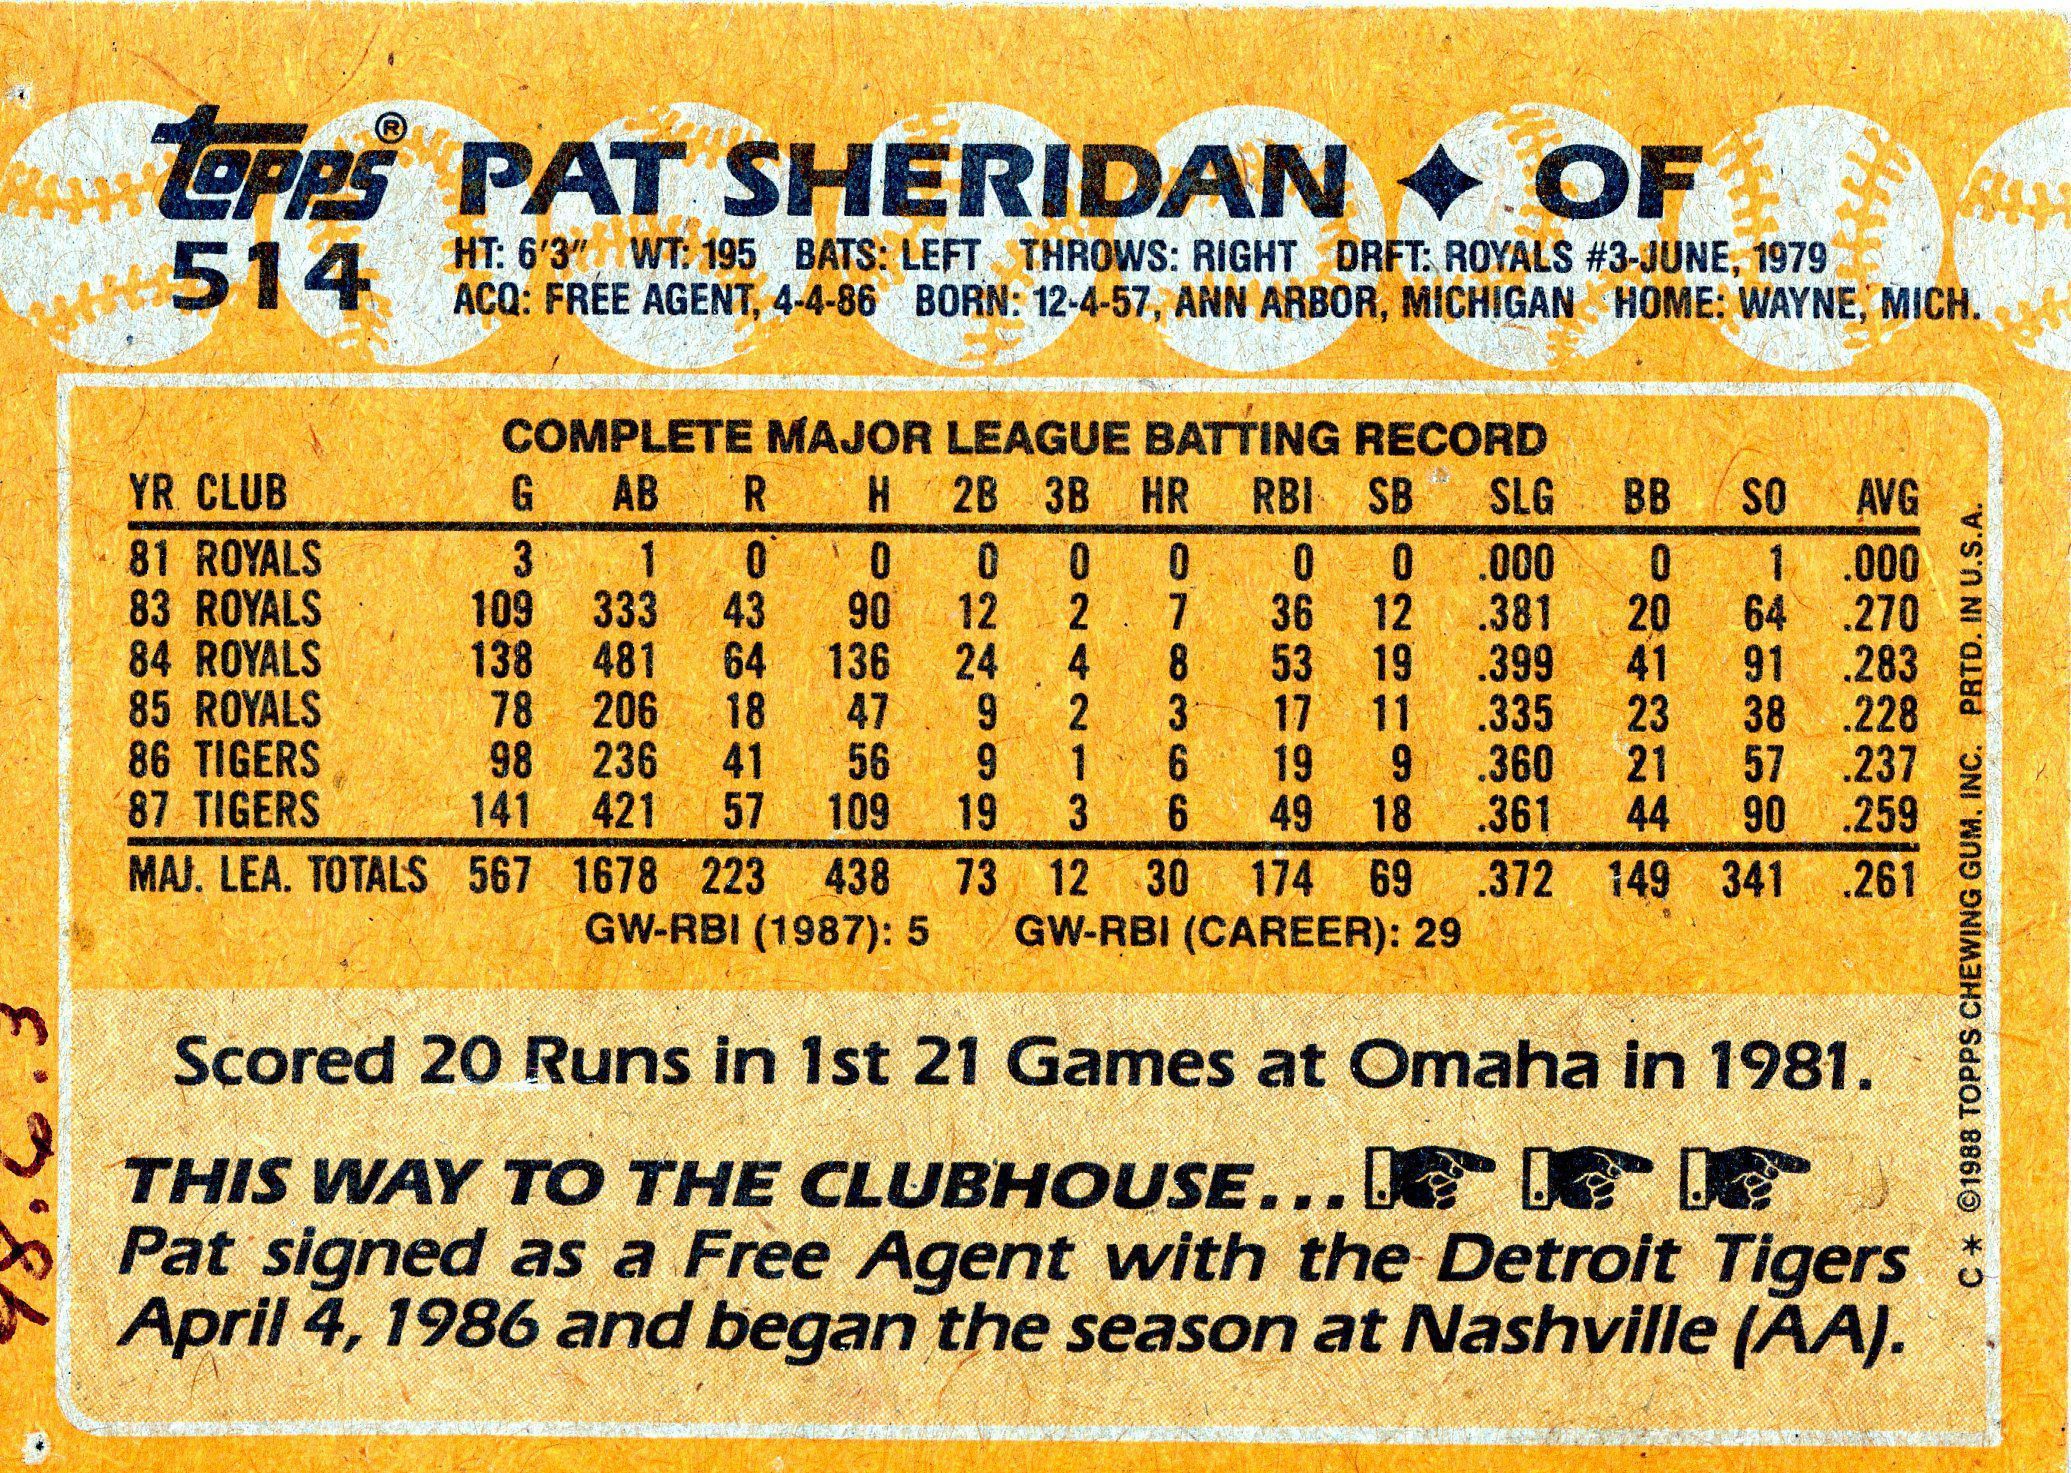 topps® PAT SHERIDAN ♦ OF
514
HT: 6'3" WT: 195 BATS: LEFT THROWS: RIGHT DRFT: ROYALS #3-JUNE, 1979
ACQ: FREE AGENT, 4-4-86 BORN: 12-4-57, ANN ARBOR, MICHIGAN HOME: WAYNE, MICH.
COMPLETE MAJOR LEAGUE BATTING RECORD
YR CLUB G AB R H 2B 3B HR RBI SB SLG BB SO AVG
81 ROYALS 3 1 0 0 0 0 0 0 0 .000 0 1 .000
83 ROYALS 109 333 43 90 12 2 7 36 12 .381 20 64 .270
84 ROYALS 138 481 64 136 24 4 8 53 19 .399 41 91 .283
85 ROYALS 78 206 18 47 9 2 3 17 11 .335 23 38 .228
86 TIGERS 98 236 41 56 9 1 6 19 9 .360 21 57 .237
87 TIGERS 141 421 57 109 19 3 6 49 18 .361 44 90 .259
MAJ. LEA. TOTALS 567 1678 223 438 73 12 30 174 69 .372 149 341 .261
GW-RBI (1987): 5 GW-RBI (CAREER): 29
Scored 20 Runs in 1st 21 Games at Omaha in 1981.
THIS WAY TO THE CLUBHOUSE...
Pat signed as a Free Agent with the Detroit Tigers
April 4, 1986 and began the season at Nashville (AA).
C* ©1988 TOPPS CHEWING GUM, INC. PRTD. IN U.S.A.